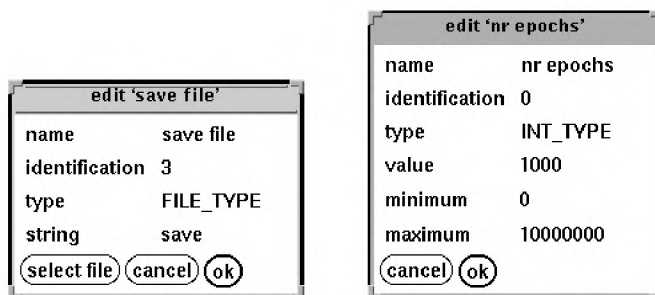 edit ‘save file’
name save file
identification 3
type FILE_TYPE
string save
select file cancel ok
edit ‘nr epochs’
name nr epochs
identification 0
type INT_TYPE
value 1000
minimum 0
maximum 10000000
cancel ok